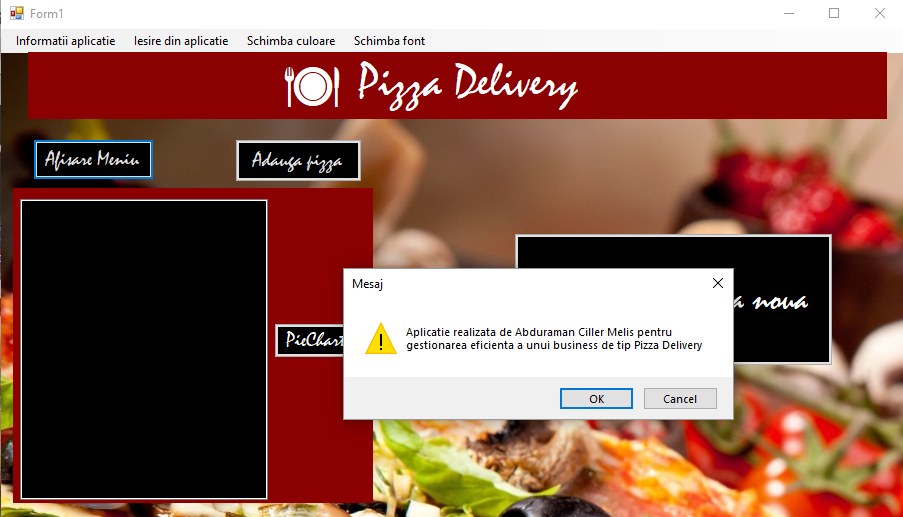 Form1
Informatii aplicatie Iesire din aplicatie Schimba culoare Schimba font
Pizza Delivery
Afisare Meniu Adauga pizza
Mesaj
noua
PieChart
Aplicatie realizata de Abduraman Ciller Melis pentru
gestionarea eficienta a unui business de tip Pizza Delivery
OK Cancel